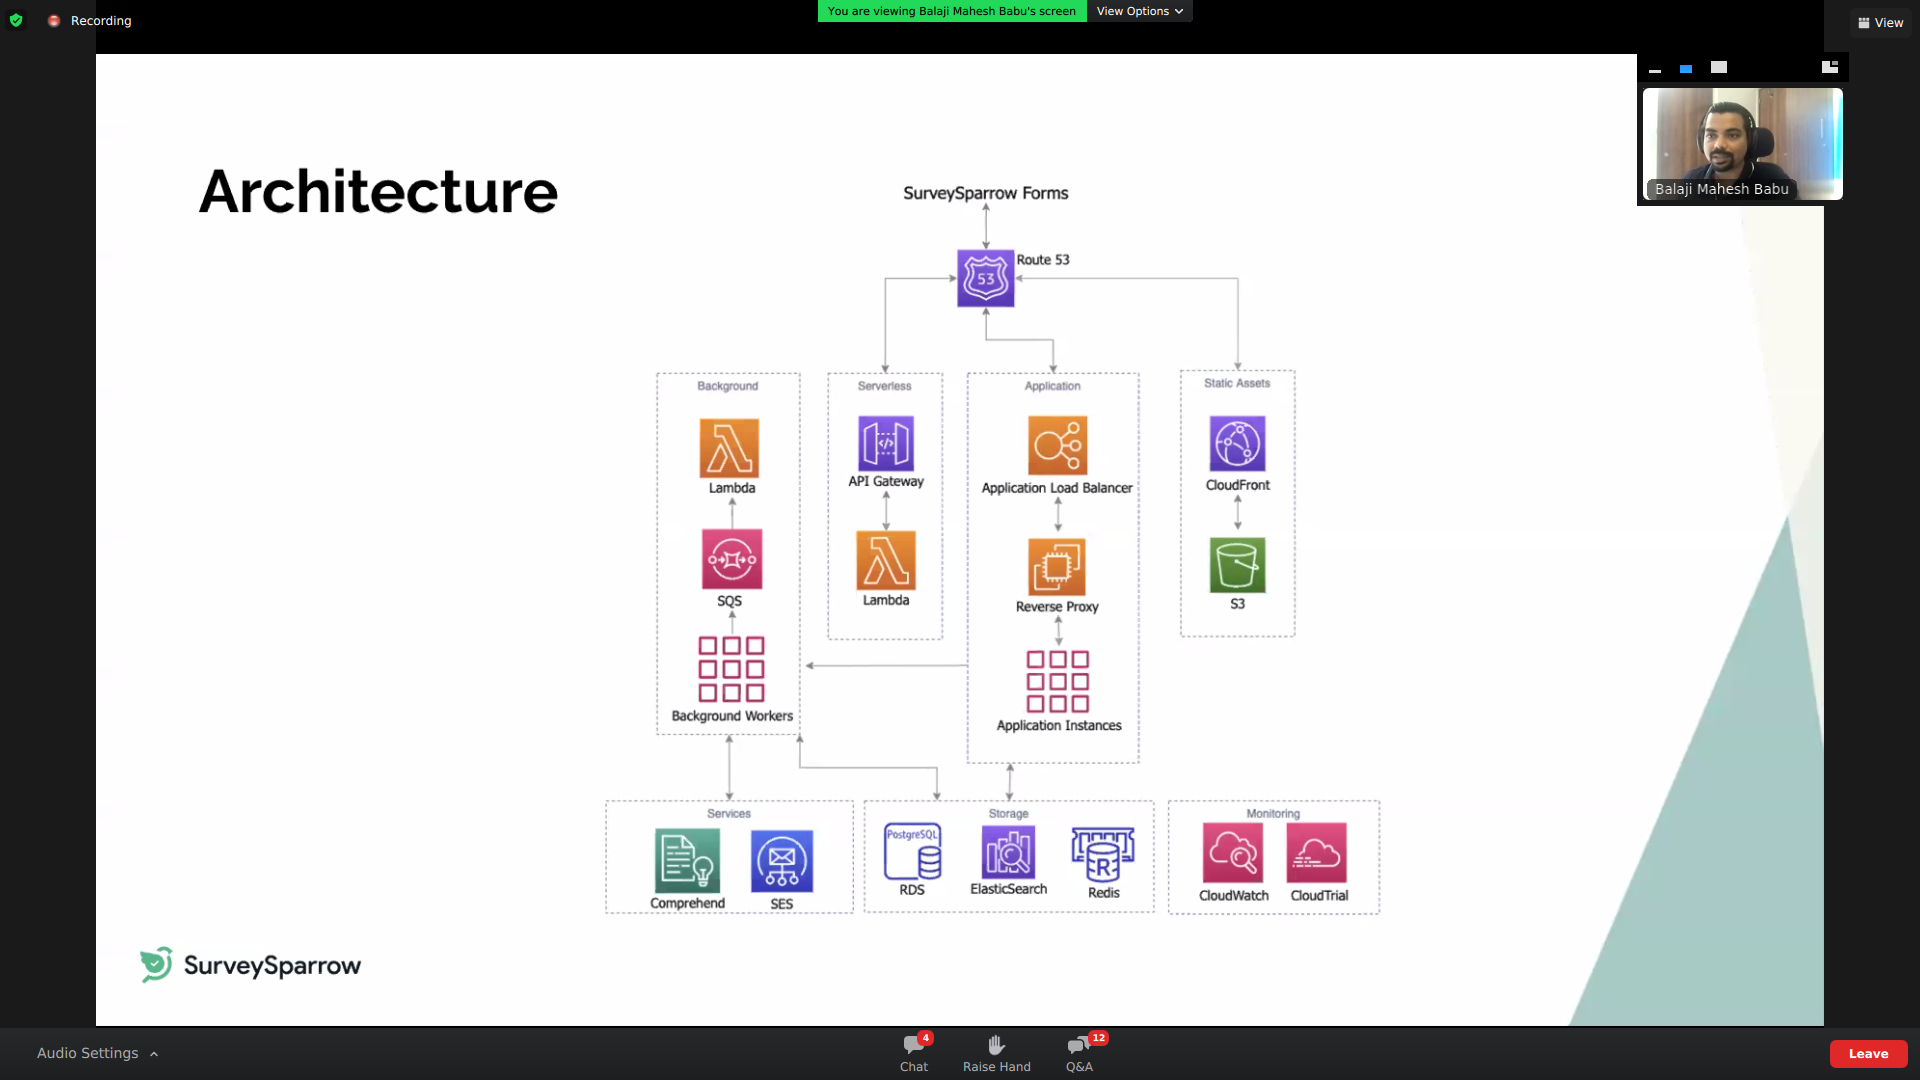 Recording
You are viewing Balaji Mahesh Babu's screen
View Options
View
Balaji Mahesh Babu
Architecture
SurveySparrow Forms
Route 53
53
Background
Serverless
Application
Static Assets
Lambda
API Gateway
Application Load Balancer
CloudFront
SQS
Lambda
Reverse Proxy
S3
Background Workers
Application Instances
Services
Storage
Monitoring
PostgreSQL
R
Comprehend
SES
RDS
ElasticSearch
Redis
CloudWatch
CloudTrial
SurveySparrow
Audio Settings
4
Chat
Raise Hand
12
Q&A
Leave